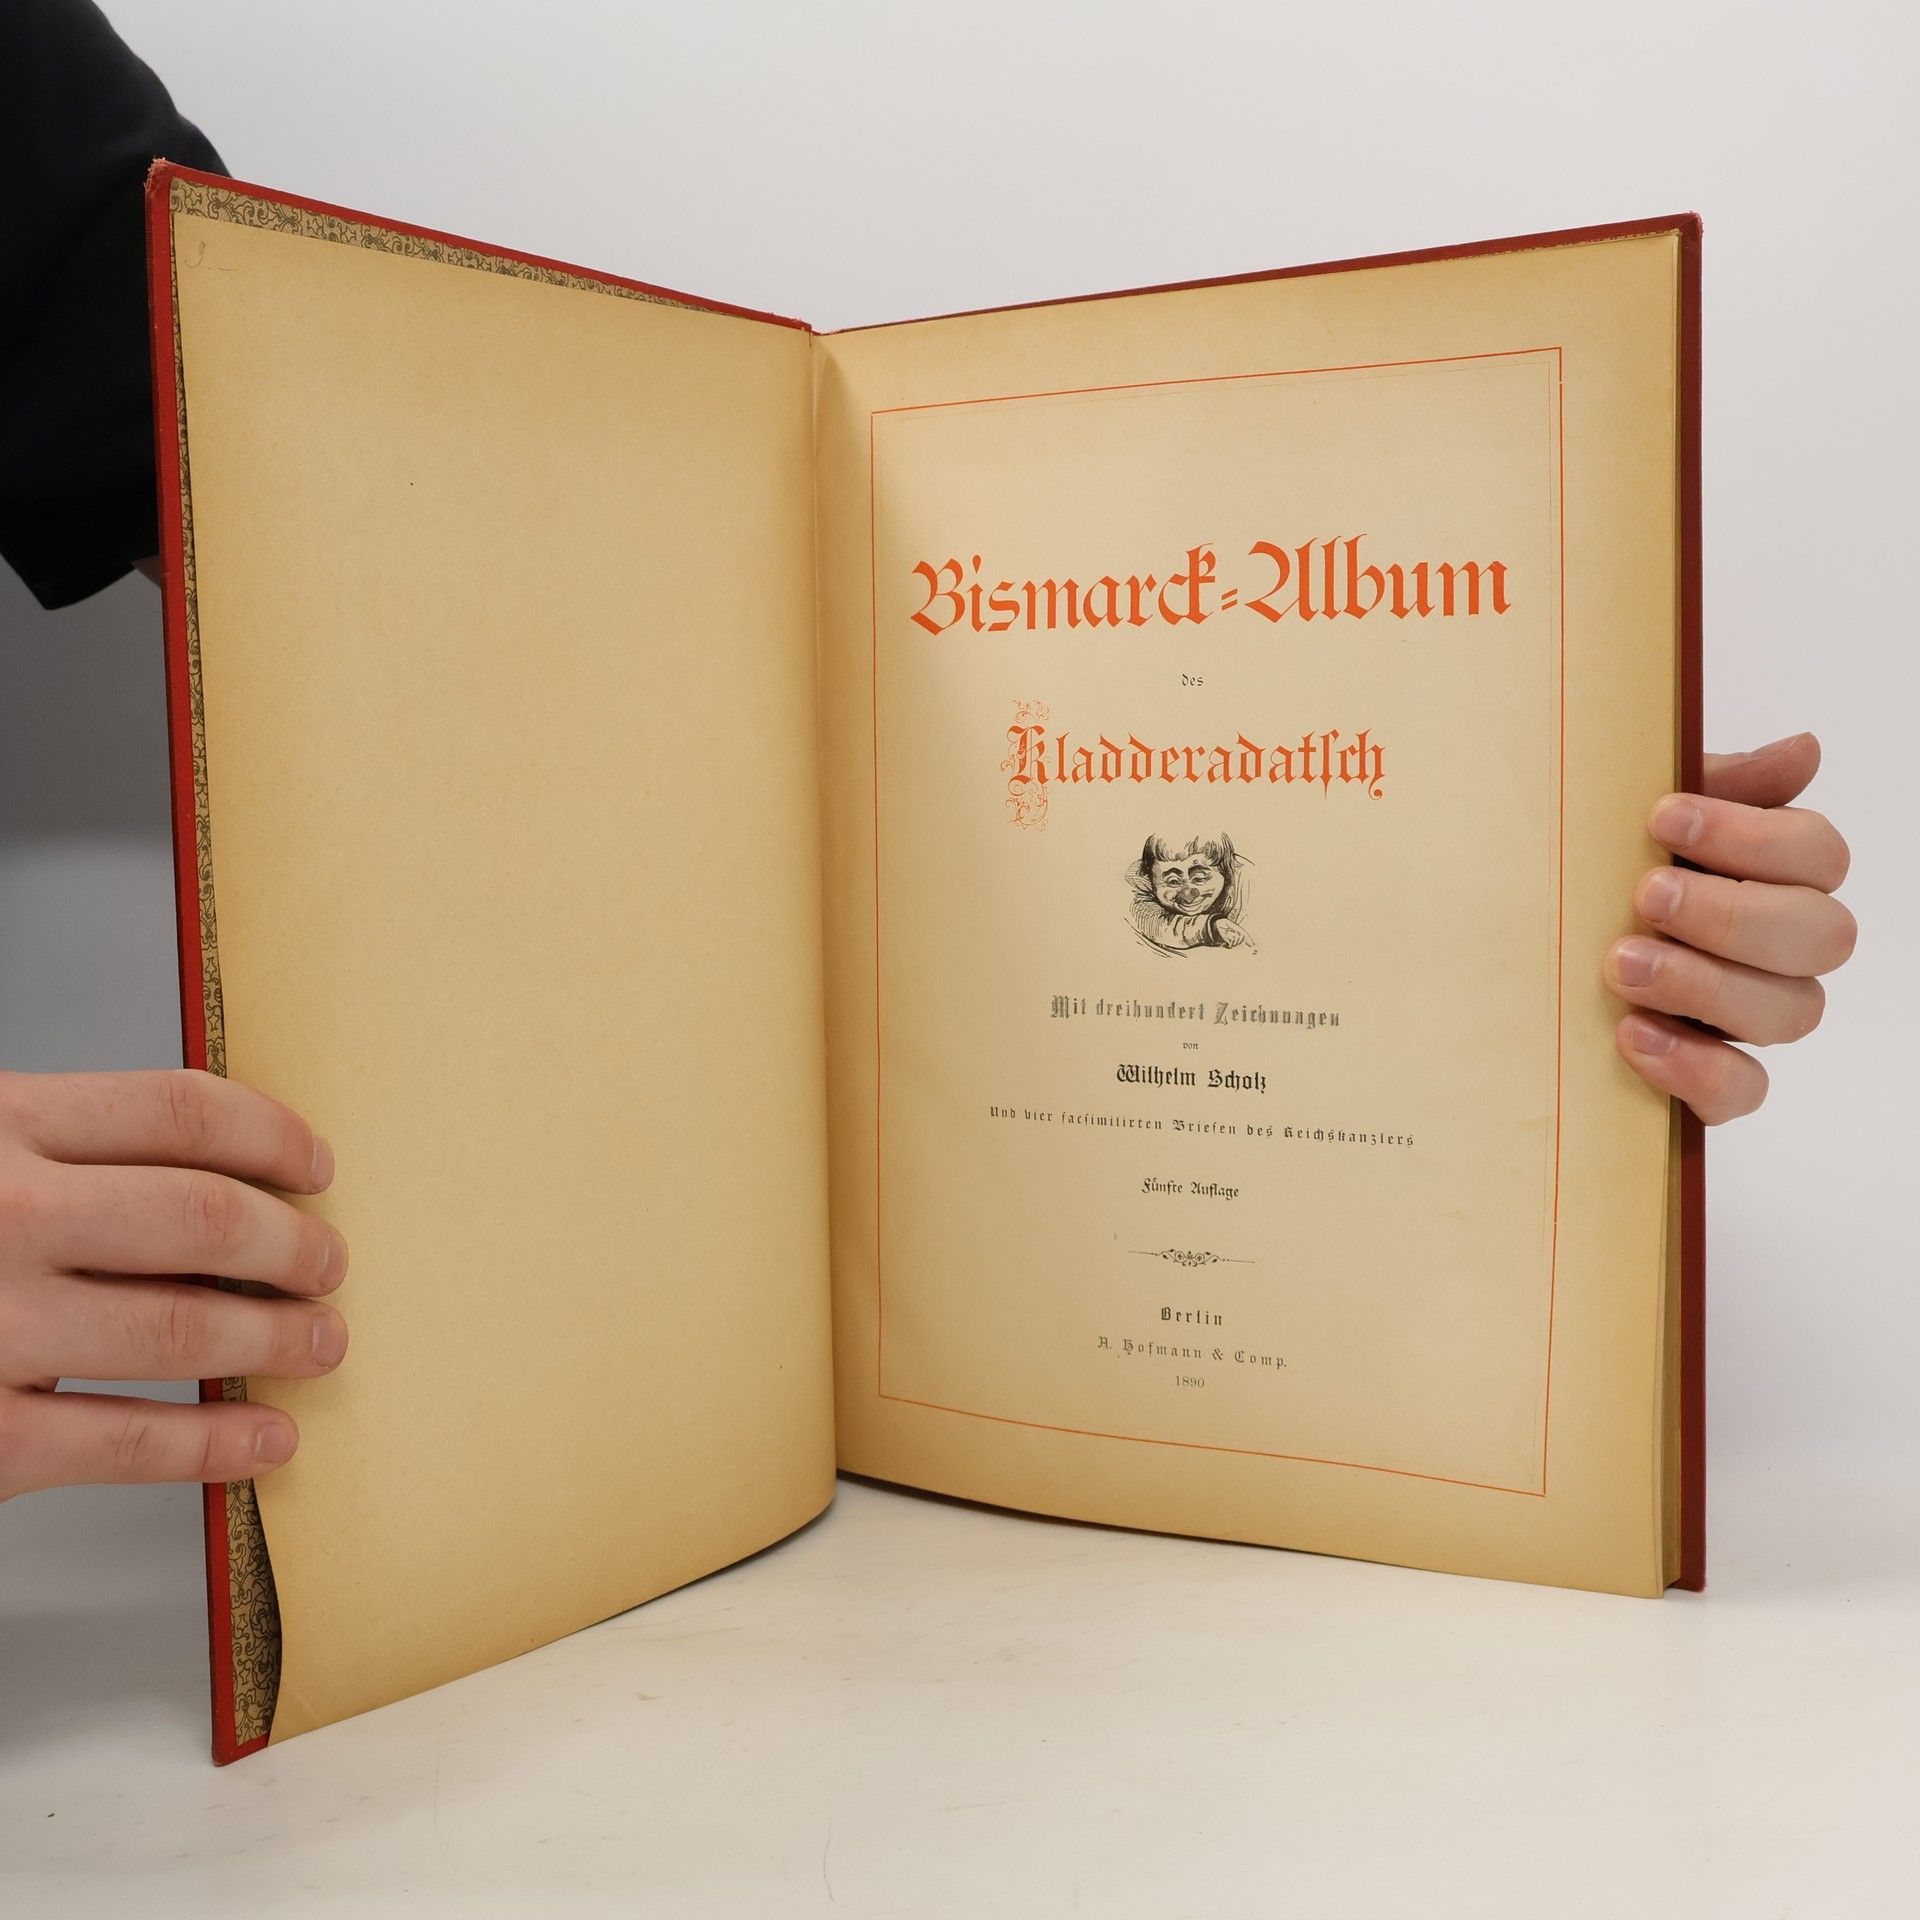 9.—
Bismarck=Album
des
Kladderadatſch
Mit dreihundert Zeichnungen
von
Wilhelm Scholz
Und vier facſimilirten Briefen des Reichskanzlers
Fünfte Auflage
Berlin
A. Hofmann & Comp.
1890